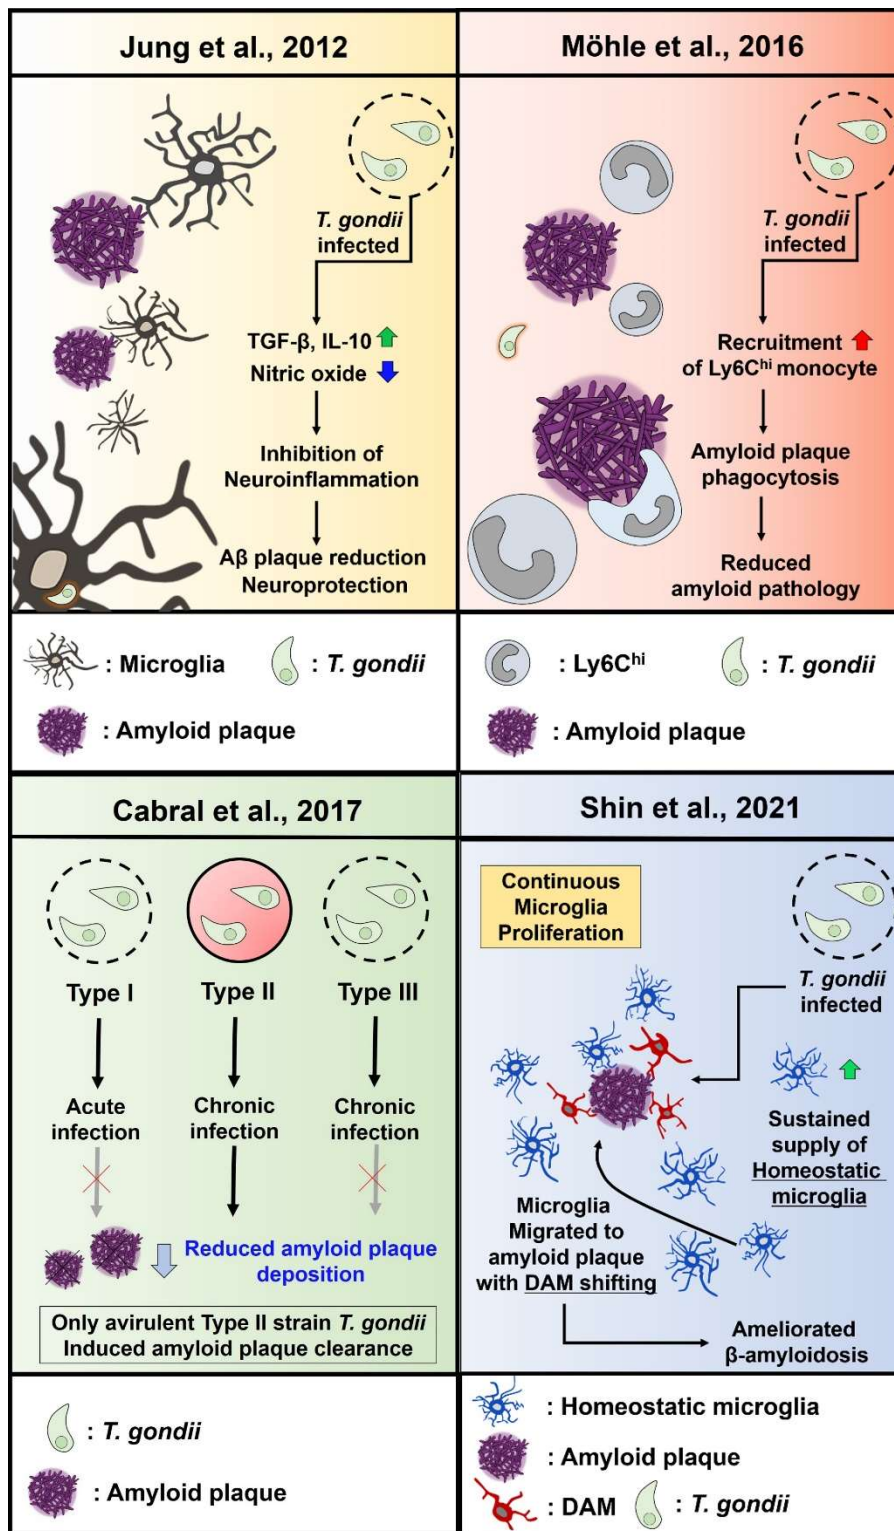 Jung et al., 2012
T. gondii
infected
TGF-β, IL-10
Nitric oxide
Inhibition of
Neuroinflammation
Aβ plaque reduction
Neuroprotection
: Microglia
: T. gondii
: Amyloid plaque
Möhle et al., 2016
T. gondii
infected
Recruitment
of Ly6Chi monocyte
Amyloid plaque
phagocytosis
Reduced
amyloid pathology
: Ly6Chi
: T. gondii
: Amyloid plaque
Cabral et al., 2017
Type I
Type II
Type III
Acute
infection
Chronic
infection
Chronic
infection
Reduced amyloid plaque
deposition
Only avirulent Type II strain T. gondii
Induced amyloid plaque clearance
: T. gondii
: Amyloid plaque
Shin et al., 2021
Continuous
Microglia
Proliferation
T. gondii
infected
Sustained
supply of
Homeostatic
microglia
Microglia
Migrated to
amyloid plaque
with DAM shifting
Ameliorated
β-amyloidosis
: Homeostatic microglia
: Amyloid plaque
: DAM
: T. gondii